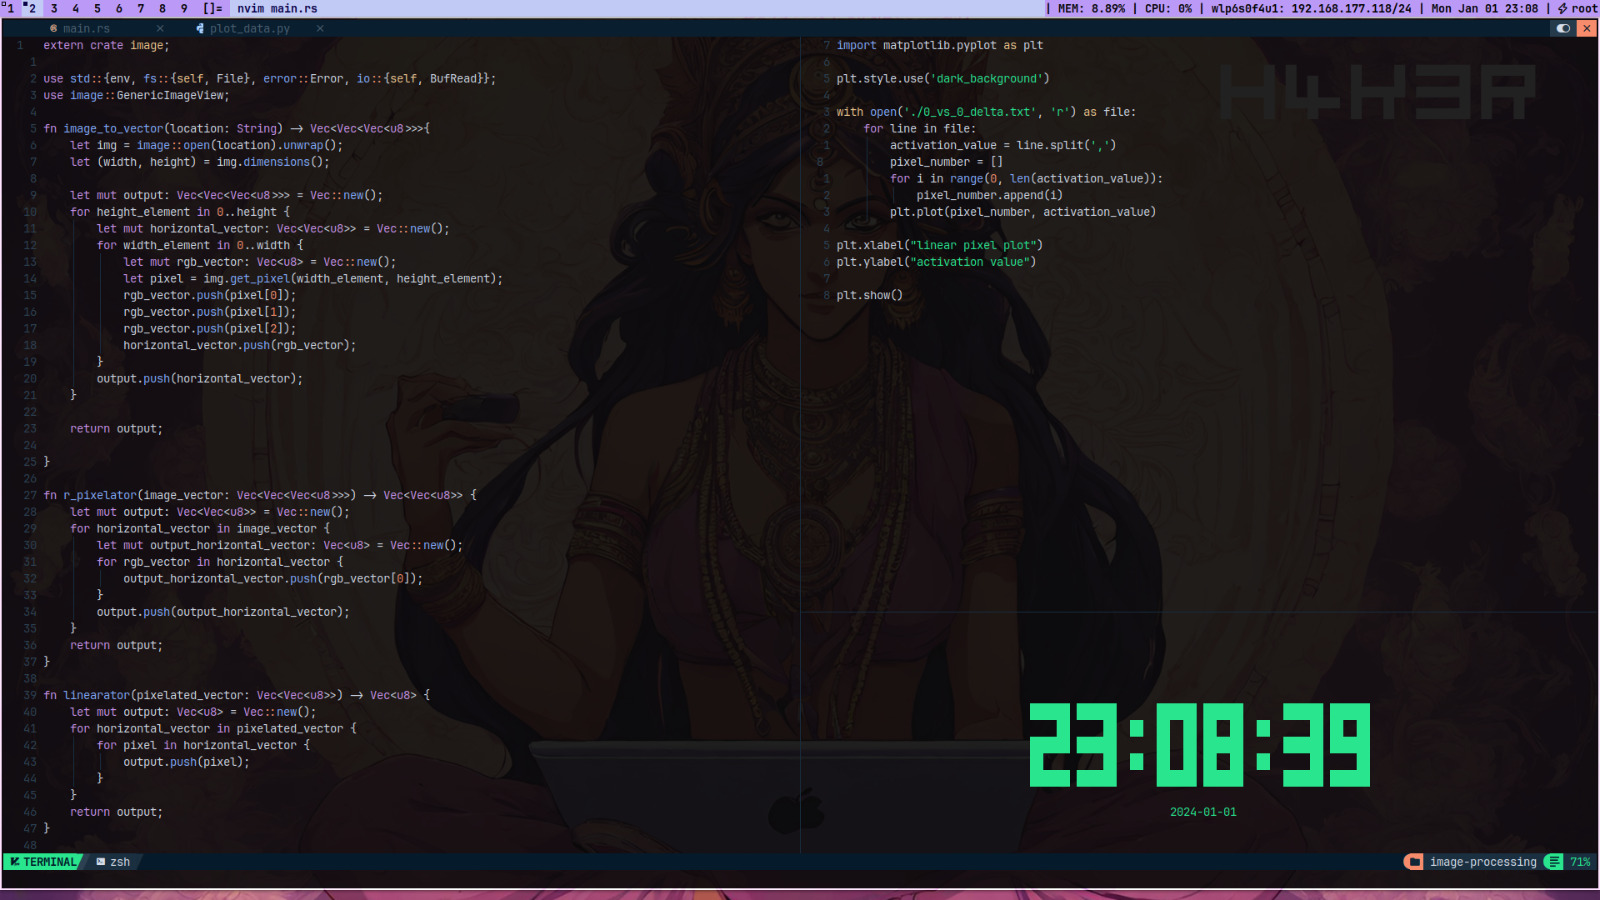 1 2 3 4 5 6 7 8 9 []= nvim main.rs | MEM: 8.89% | CPU: 0% | wlp6s0f4u1: 192.168.177.118/24 | Mon Jan 01 23:08 | root
main.rs × plot_data.py ×
1 extern crate image;
1
2 use std::{env, fs::{self, File}, error::Error, io::{self, BufRead}};
3 use image::GenericImageView;
4
5 fn image_to_vector(location: String) -> Vec<Vec<Vec<u8>>>{
6 let img = image::open(location).unwrap();
7 let (width, height) = img.dimensions();
8
9 let mut output: Vec<Vec<Vec<u8>>> = Vec::new();
10 for height_element in 0..height {
11 let mut horizontal_vector: Vec<Vec<u8>> = Vec::new();
12 for width_element in 0..width {
13 let mut rgb_vector: Vec<u8> = Vec::new();
14 let pixel = img.get_pixel(width_element, height_element);
15 rgb_vector.push(pixel[0]);
16 rgb_vector.push(pixel[1]);
17 rgb_vector.push(pixel[2]);
18 horizontal_vector.push(rgb_vector);
19 }
20 output.push(horizontal_vector);
21 }
22
23 return output;
24
25 }
26
27 fn r_pixelator(image_vector: Vec<Vec<Vec<u8>>>) -> Vec<Vec<u8>> {
28 let mut output: Vec<Vec<u8>> = Vec::new();
29 for horizontal_vector in image_vector {
30 let mut output_horizontal_vector: Vec<u8> = Vec::new();
31 for rgb_vector in horizontal_vector {
32 output_horizontal_vector.push(rgb_vector[0]);
33 }
34 output.push(output_horizontal_vector);
35 }
36 return output;
37 }
38
39 fn linearator(pixelated_vector: Vec<Vec<u8>>) -> Vec<u8> {
40 let mut output: Vec<u8> = Vec::new();
41 for horizontal_vector in pixelated_vector {
42 for pixel in horizontal_vector {
43 output.push(pixel);
44 }
45 }
46 return output;
47 }
48
7 import matplotlib.pyplot as plt
6
5 plt.style.use('dark_background')
4
3 with open('./0_vs_0_delta.txt', 'r') as file:
2 for line in file:
1 activation_value = line.split(',')
8 pixel_number = []
1 for i in range(0, len(activation_value)):
2 pixel_number.append(i)
3 plt.plot(pixel_number, activation_value)
4
5 plt.xlabel("linear pixel plot")
6 plt.ylabel("activation value")
7
8 plt.show()
H4K3R
23:08:39
2024-01-01
TERMINAL zsh image-processing 71%